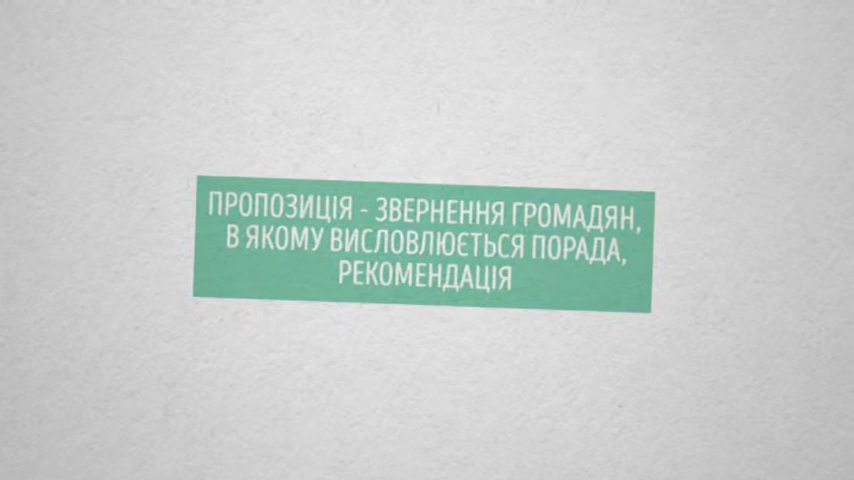 ПРОПОЗИЦІЯ - ЗВЕРНЕННЯ ГРОМАДЯН,
В ЯКОМУ ВИСЛОВЛЮЄТЬСЯ ПОРАДА,
РЕКОМЕНДАЦІЯ